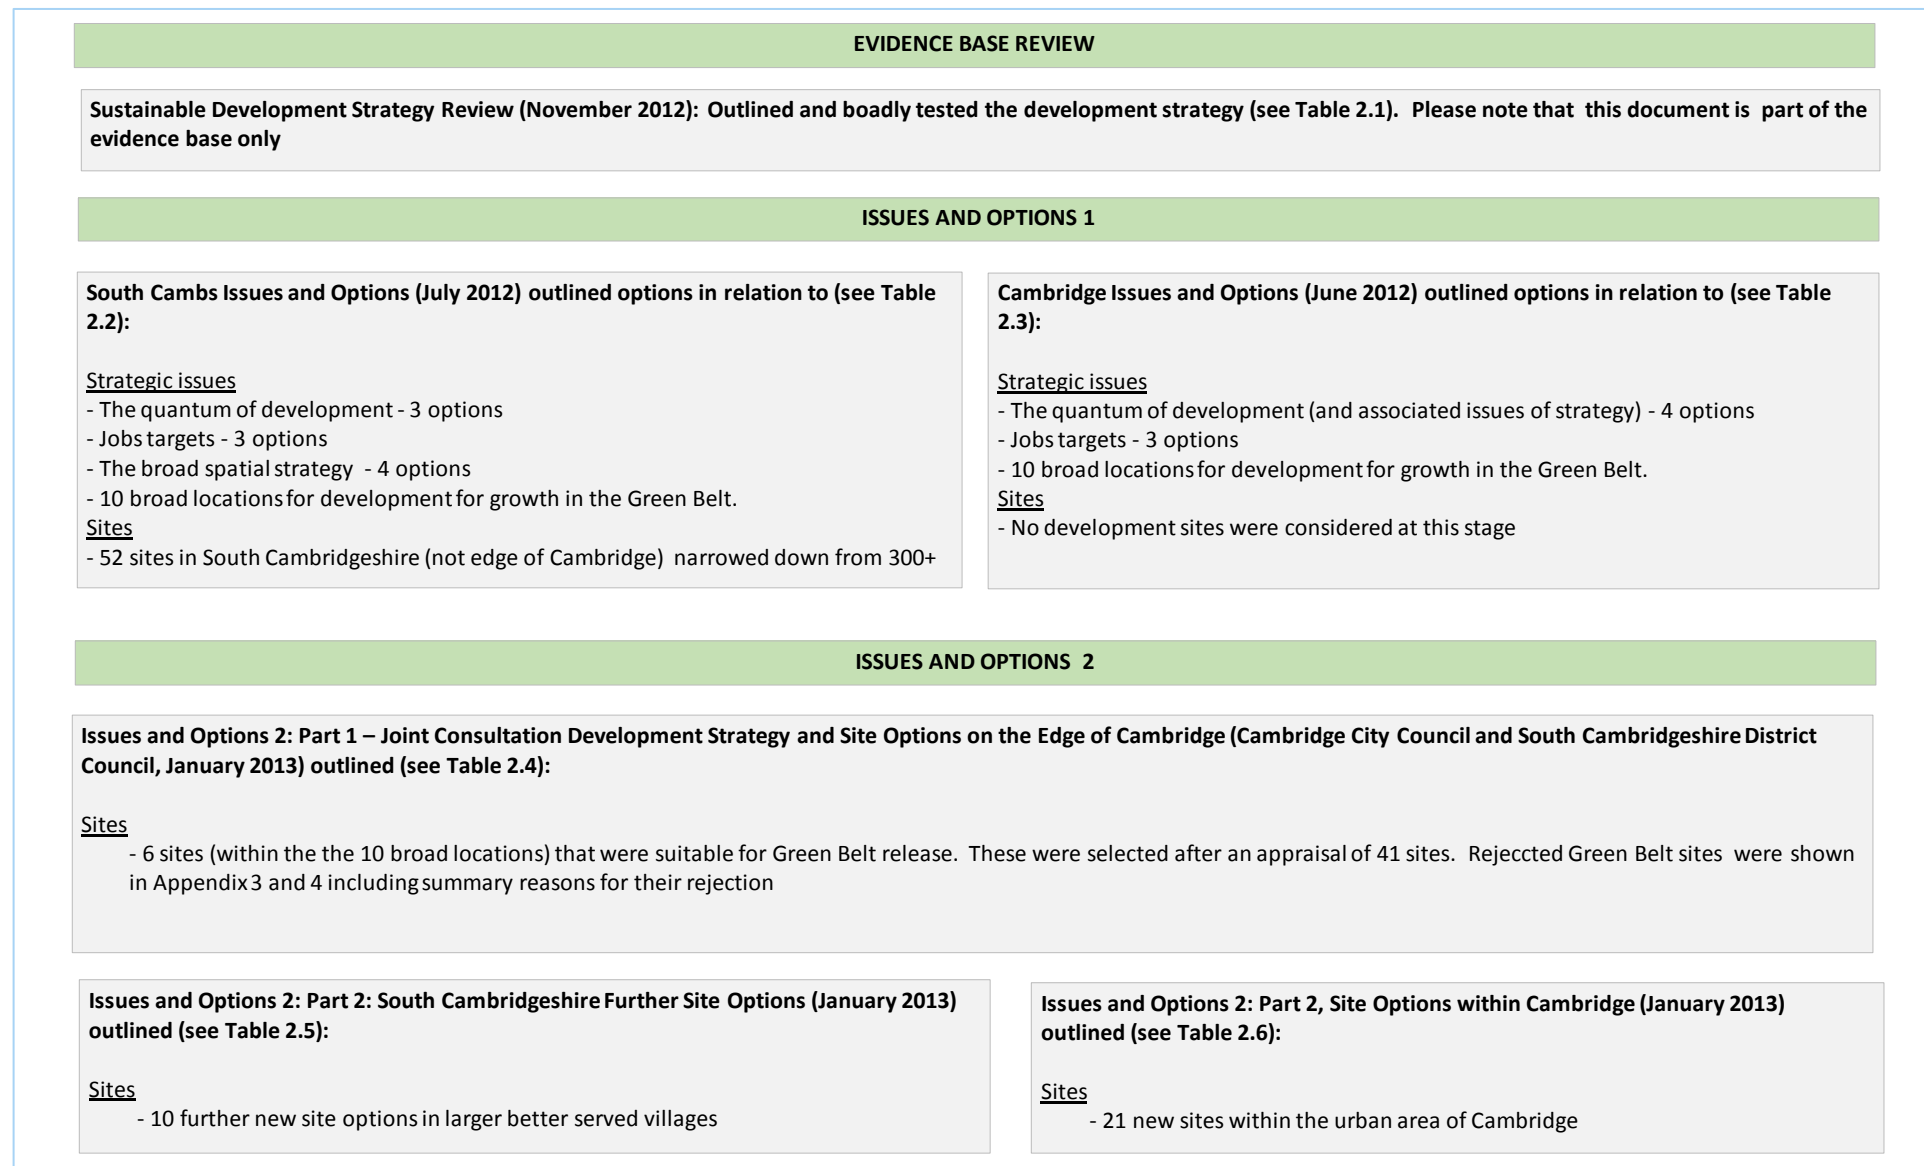 EVIDENCE BASE REVIEW
Sustainable Development Strategy Review (November 2012): Outlined and boadly tested the development strategy (see Table 2.1). Please note that this document is part of the
evidence base only
ISSUES AND OPTIONS 1
South Cambs Issues and Options (July 2012) outlined options in relation to (see Table
2.2):
Strategic issues
- The quantum of development - 3 options
- Jobs targets - 3 options
- The broad spatial strategy - 4 options
- 10 broad locations for development for growth in the Green Belt.
Sites
- 52 sites in South Cambridgeshire (not edge of Cambridge) narrowed down from 300+
Cambridge Issues and Options (June 2012) outlined options in relation to (see Table
2.3):
Strategic issues
- The quantum of development (and associated issues of strategy) - 4 options
- Jobs targets - 3 options
- 10 broad locations for development for growth in the Green Belt.
Sites
- No development sites were considered at this stage
ISSUES AND OPTIONS 2
Issues and Options 2: Part 1 – Joint Consultation Development Strategy and Site Options on the Edge of Cambridge (Cambridge City Council and South Cambridgeshire District
Council, January 2013) outlined (see Table 2.4):
Sites
- 6 sites (within the the 10 broad locations) that were suitable for Green Belt release. These were selected after an appraisal of 41 sites. Rejeccted Green Belt sites were shown
in Appendix 3 and 4 including summary reasons for their rejection
Issues and Options 2: Part 2: South Cambridgeshire Further Site Options (January 2013)
outlined (see Table 2.5):
Sites
- 10 further new site options in larger better served villages
Issues and Options 2: Part 2, Site Options within Cambridge (January 2013)
outlined (see Table 2.6):
Sites
- 21 new sites within the urban area of Cambridge